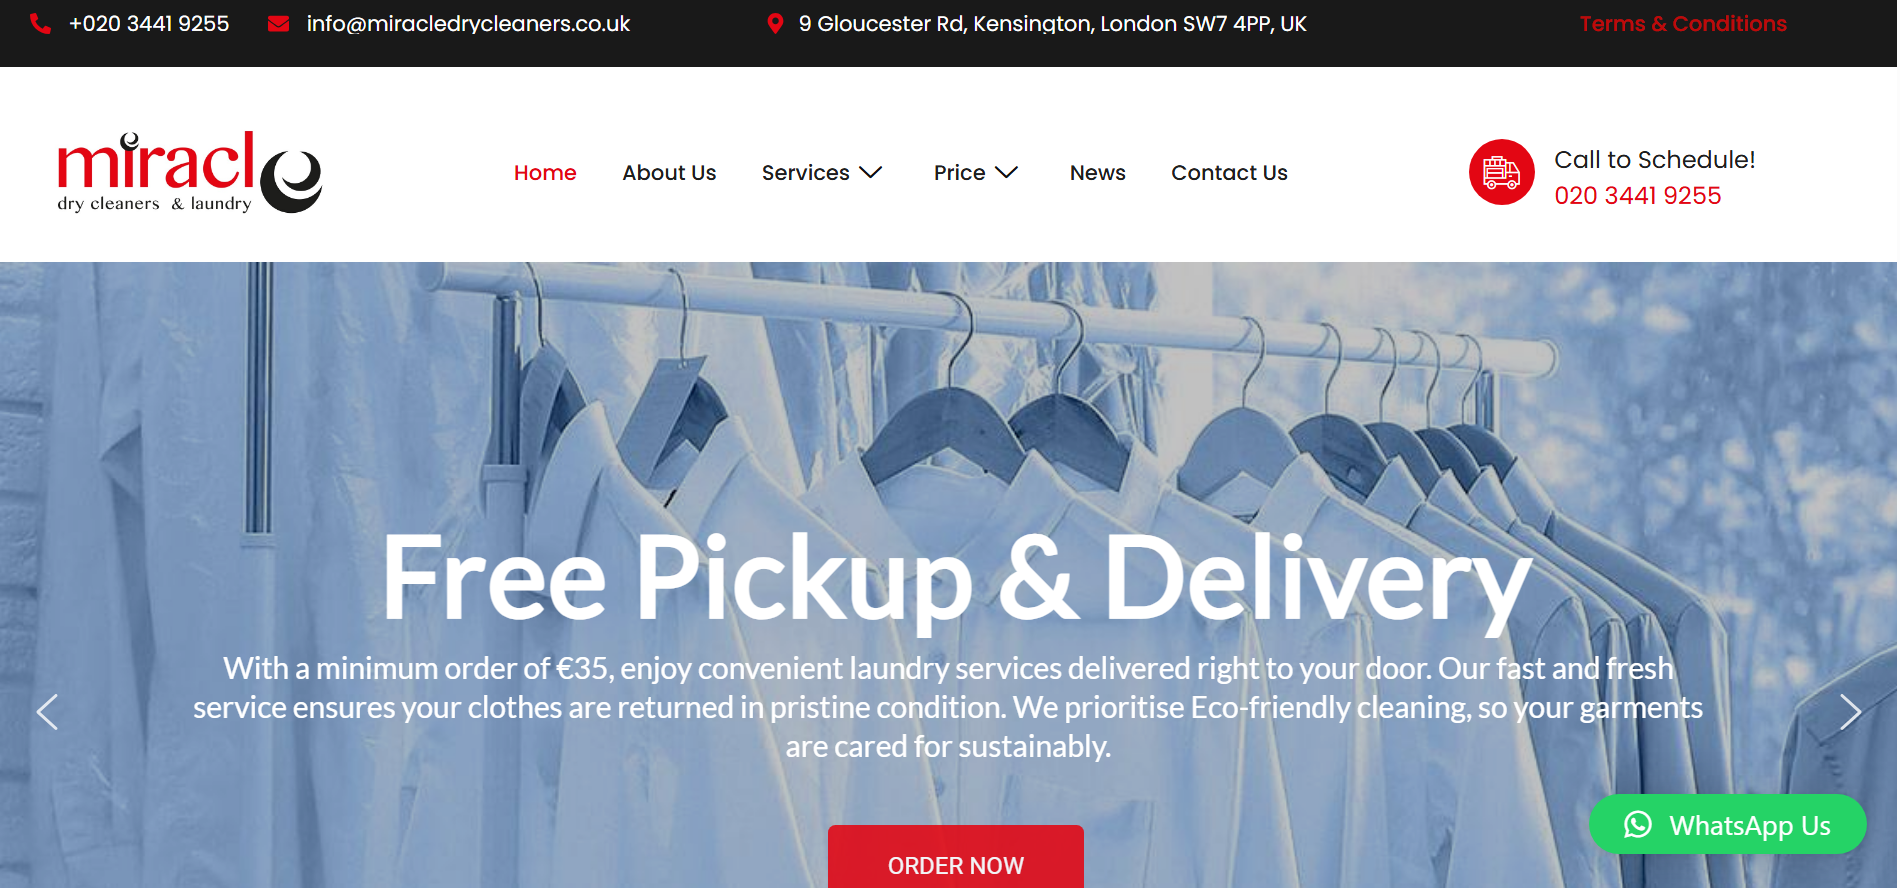 +020 3441 9255 info@miracledrycleaners.co.uk 9 Gloucester Rd, Kensington, London SW7 4PP, UK Terms & Conditions
miracle
dry cleaners & laundry
Home About Us Services Price News Contact Us
Call to Schedule!
020 3441 9255
Free Pickup & Delivery
With a minimum order of €35, enjoy convenient laundry services delivered right to your door. Our fast and fresh
service ensures your clothes are returned in pristine condition. We prioritise Eco-friendly cleaning, so your garments
are cared for sustainably.
WhatsApp Us
ORDER NOW